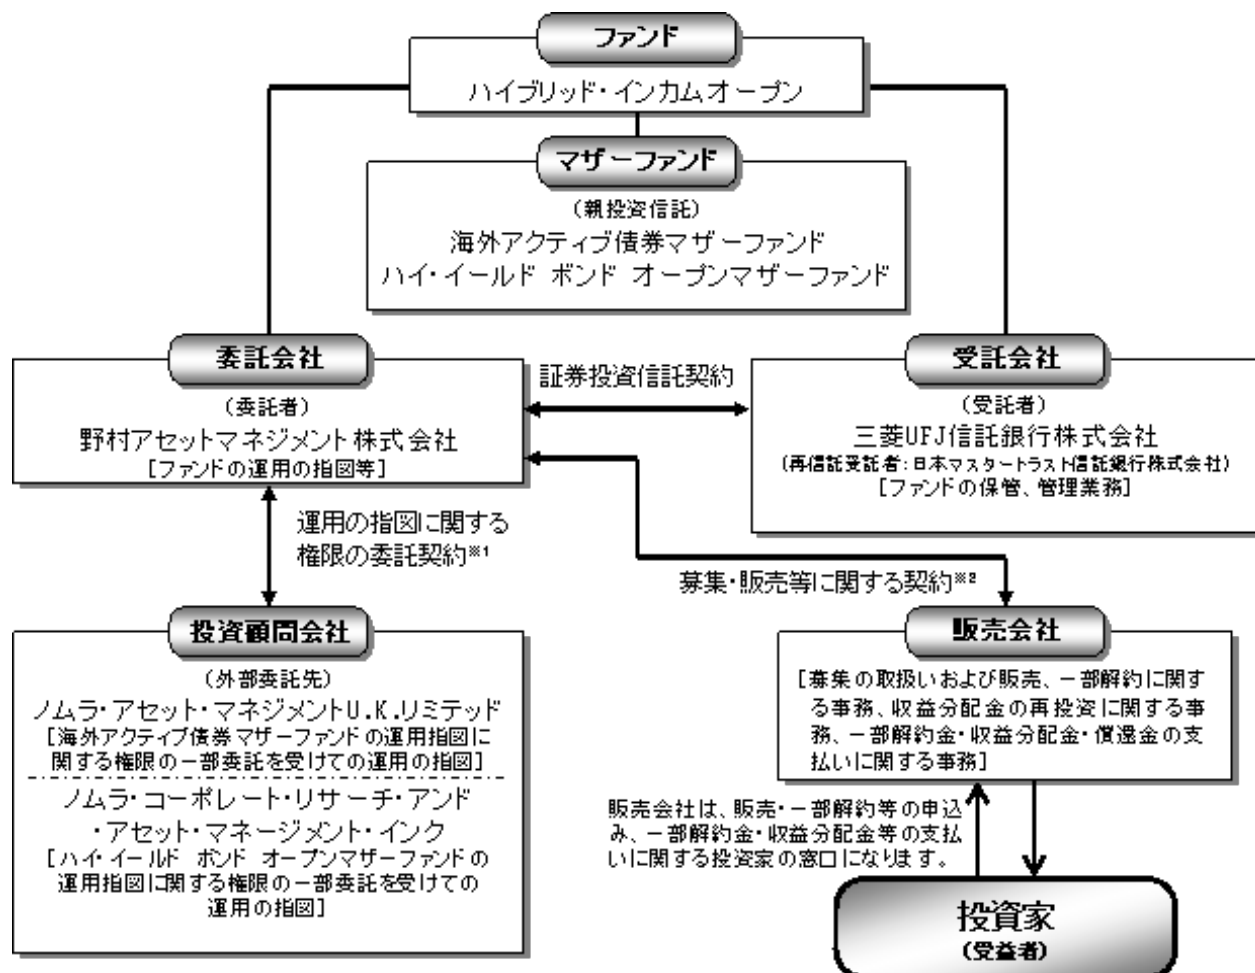 ファンド
ハイブリッド・インカムオープン
マザーファンド
(親投資信託)
海外アクティブ債券マザーファンド
ハイ・イールド ボンド オープンマザーファンド
委託会社
(委託者)
野村アセットマネジメント株式会社
[ファンドの運用の指図等]
証券投資信託契約
受託会社
(受託者)
三菱UFJ信託銀行株式会社
(再信託受託者:日本マスタートラスト信託銀行株式会社)
[ファンドの保管、管理業務]
運用の指図に関する
権限の委託契約※1
募集・販売等に関する契約※2
投資顧問会社
(外部委託先)
ノムラ・アセット・マネジメントU.K.リミテッド
[海外アクティブ債券マザーファンドの運用指図に
関する権限の一部委託を受けての運用の指図]
ノムラ・コーポレート・リサーチ・アンド
・アセット・マネージメント・インク
[ハイ・イールド ボンド オープンマザーファンドの
運用指図に関する権限の一部委託を受けての
運用の指図]
販売会社
[募集の取扱いおよび販売、一部解約に関す
る事務、収益分配金の再投資に関する事
務、一部解約金・収益分配金・償還金の支
払いに関する事務]
販売会社は、販売・一部解約等の申込
み、一部解約金・収益分配金等の支払
いに関する投資家の窓口になります。
投資家
(受益者)